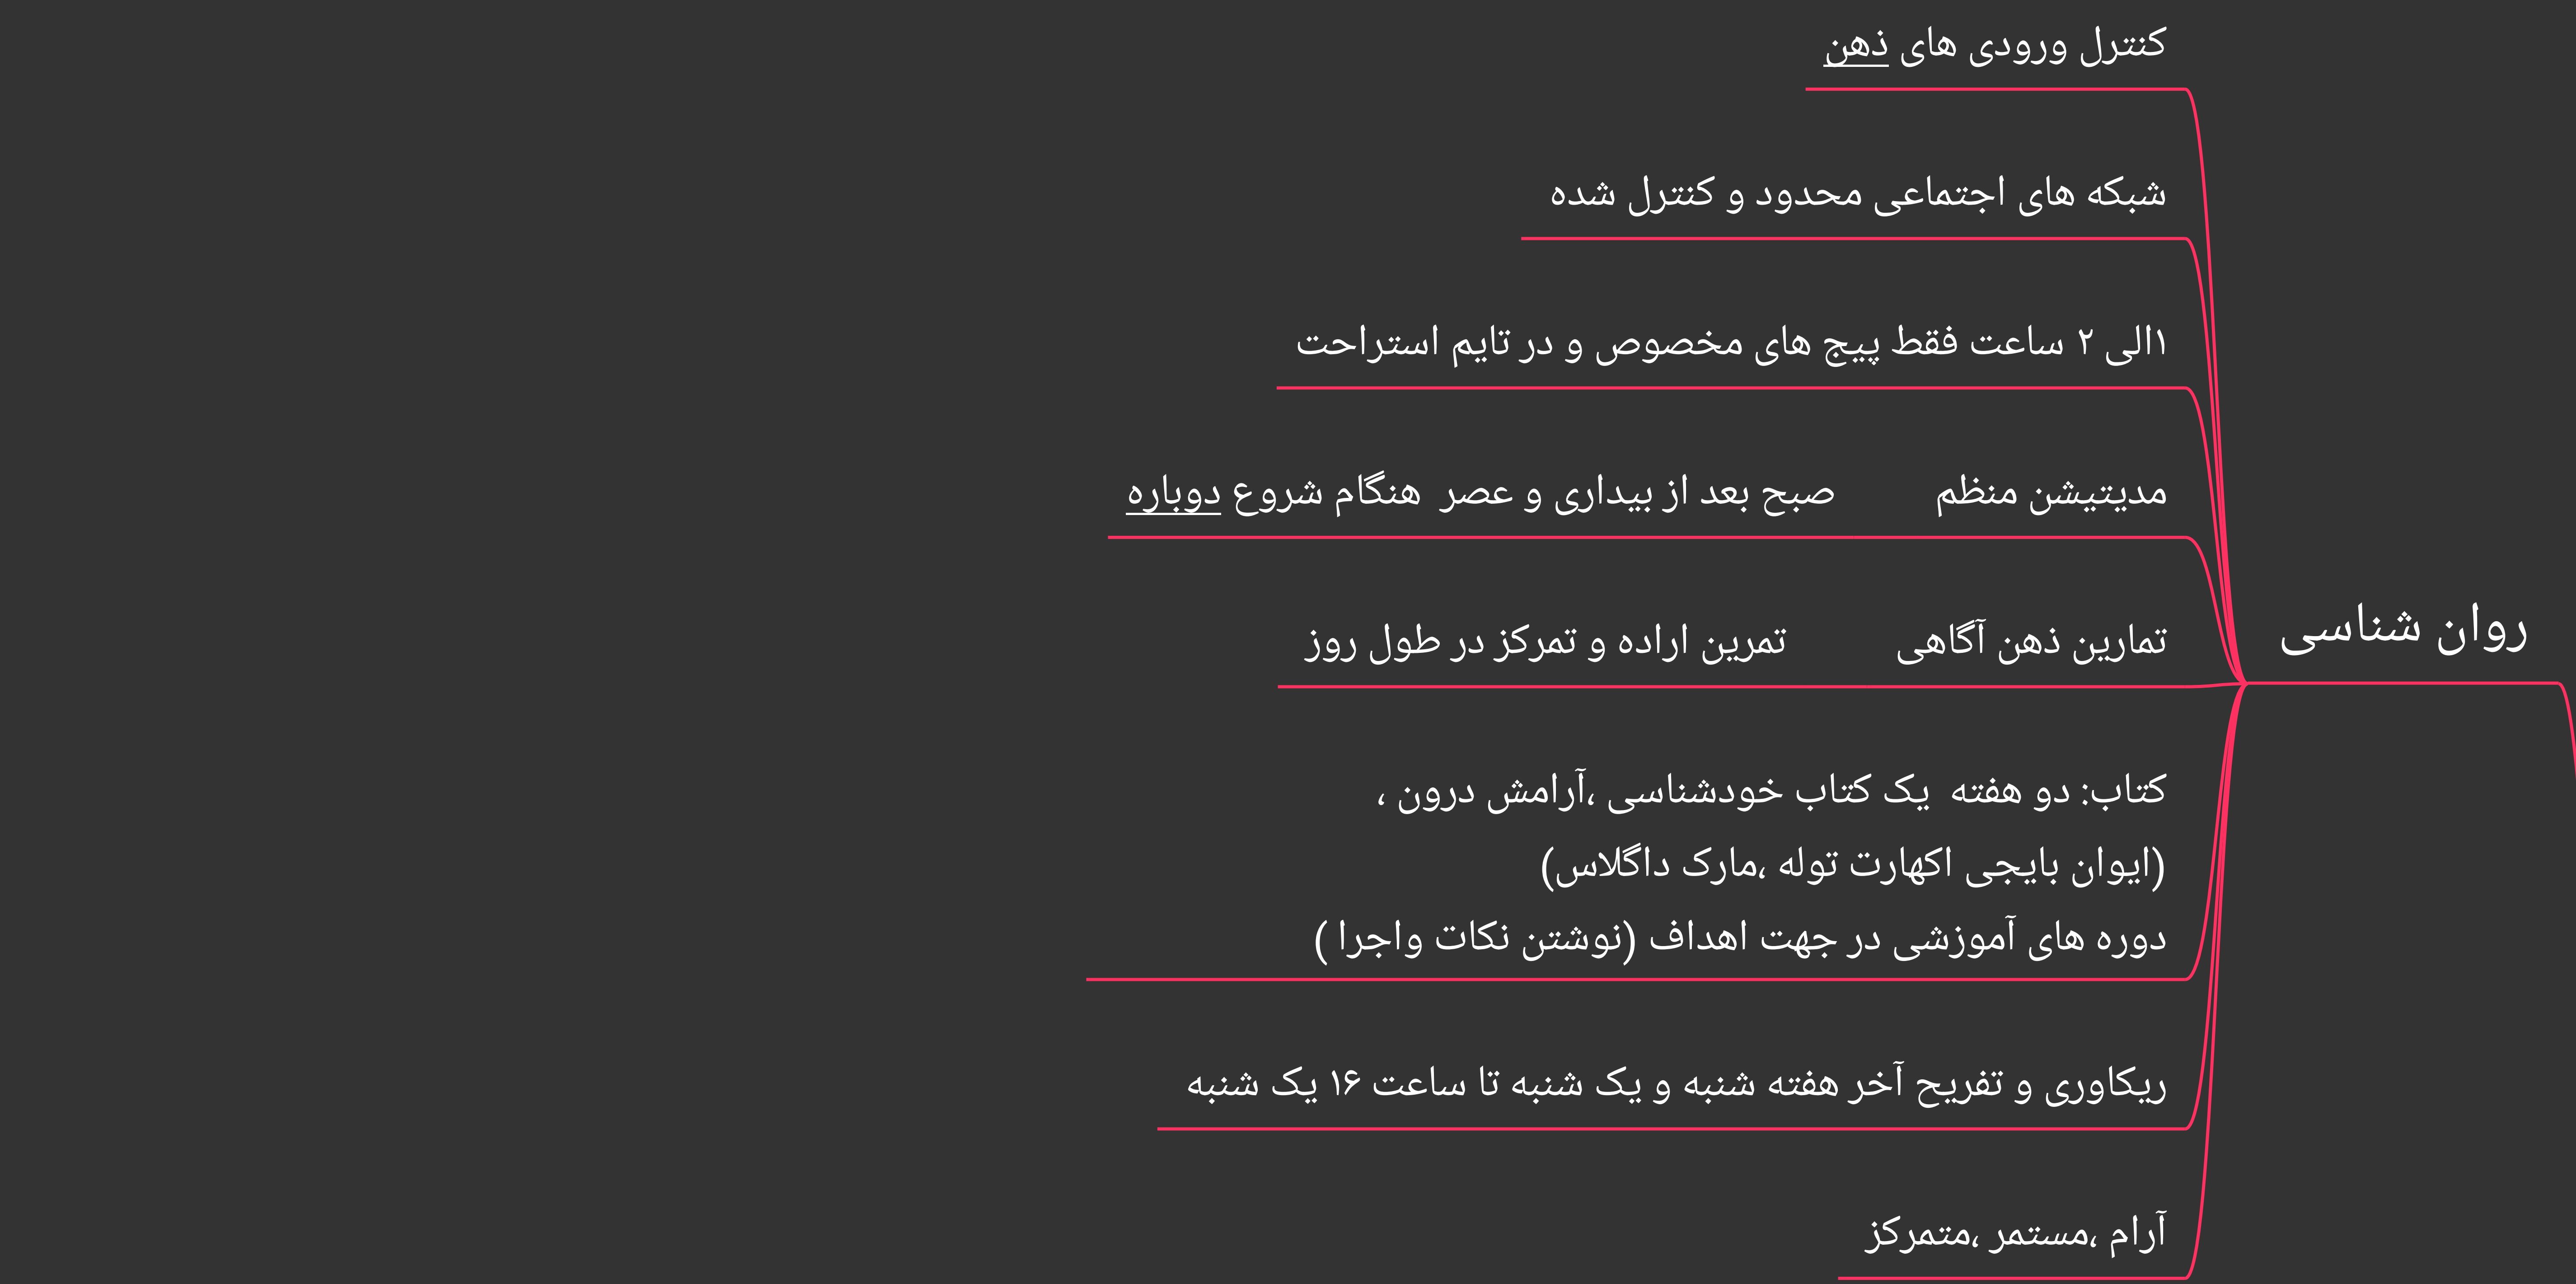 کنترل ورودی های ذهن
شبکه های اجتماعی محدود و کنترل شده
۱الی ۲ ساعت فقط پیج های مخصوص و در تایم استراحت
مدیتیشن منظم
صبح بعد از بیداری و عصر  هنگام شروع دوباره
روان شناسی
تمارین ذهن آگاهی
تمرین اراده و تمرکز در طول روز
کتاب: دو هفته  یک کتاب خودشناسی ،آرامش درون ،
(ایوان بایجی اکهارت توله ،مارک داگلاس)
دوره های آموزشی در جهت اهداف (نوشتن نکات واجرا )
ریکاوری و تفریح آخر هفته شنبه و یک شنبه تا ساعت ۱۶ یک شنبه
آرام ،مستمر ،متمرکز